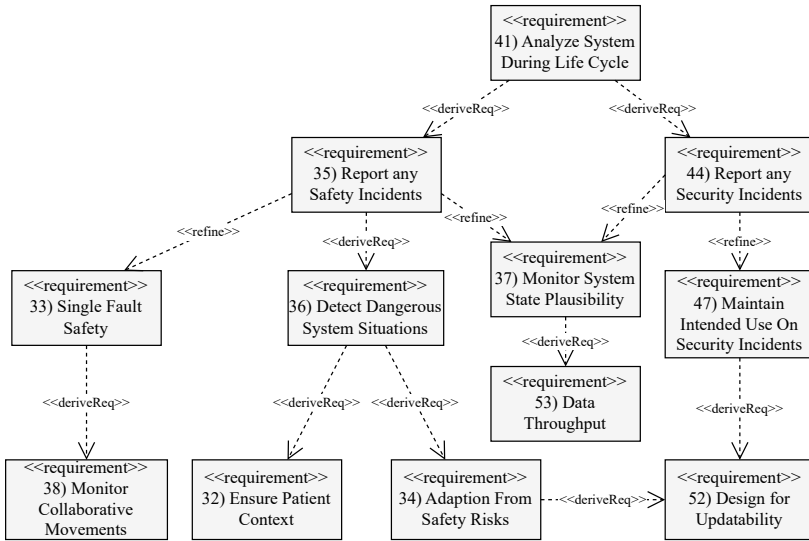 <<requirement>>
41) Analyze System
During Life Cycle
<<deriveReq>>
<<deriveReq>>
<<requirement>>
35) Report any
Safety Incidents
<<requirement>>
44) Report any
Security Incidents
<<refine>>
<<deriveReq>>
<<refine>>
<<refine>>
<<refine>>
<<requirement>>
33) Single Fault
Safety
<<requirement>>
36) Detect Dangerous
System Situations
<<requirement>>
37) Monitor System
State Plausibility
<<requirement>>
47) Maintain
Intended Use On
Security Incidents
<<deriveReq>>
<<deriveReq>>
<<deriveReq>>
<<deriveReq>>
<<requirement>>
53) Data
Throughput
<<deriveReq>>
<<requirement>>
38) Monitor
Collaborative
Movements
<<requirement>>
32) Ensure Patient
Context
<<requirement>>
34) Adaption From
Safety Risks
<<deriveReq>>
<<requirement>>
52) Design for
Updatability